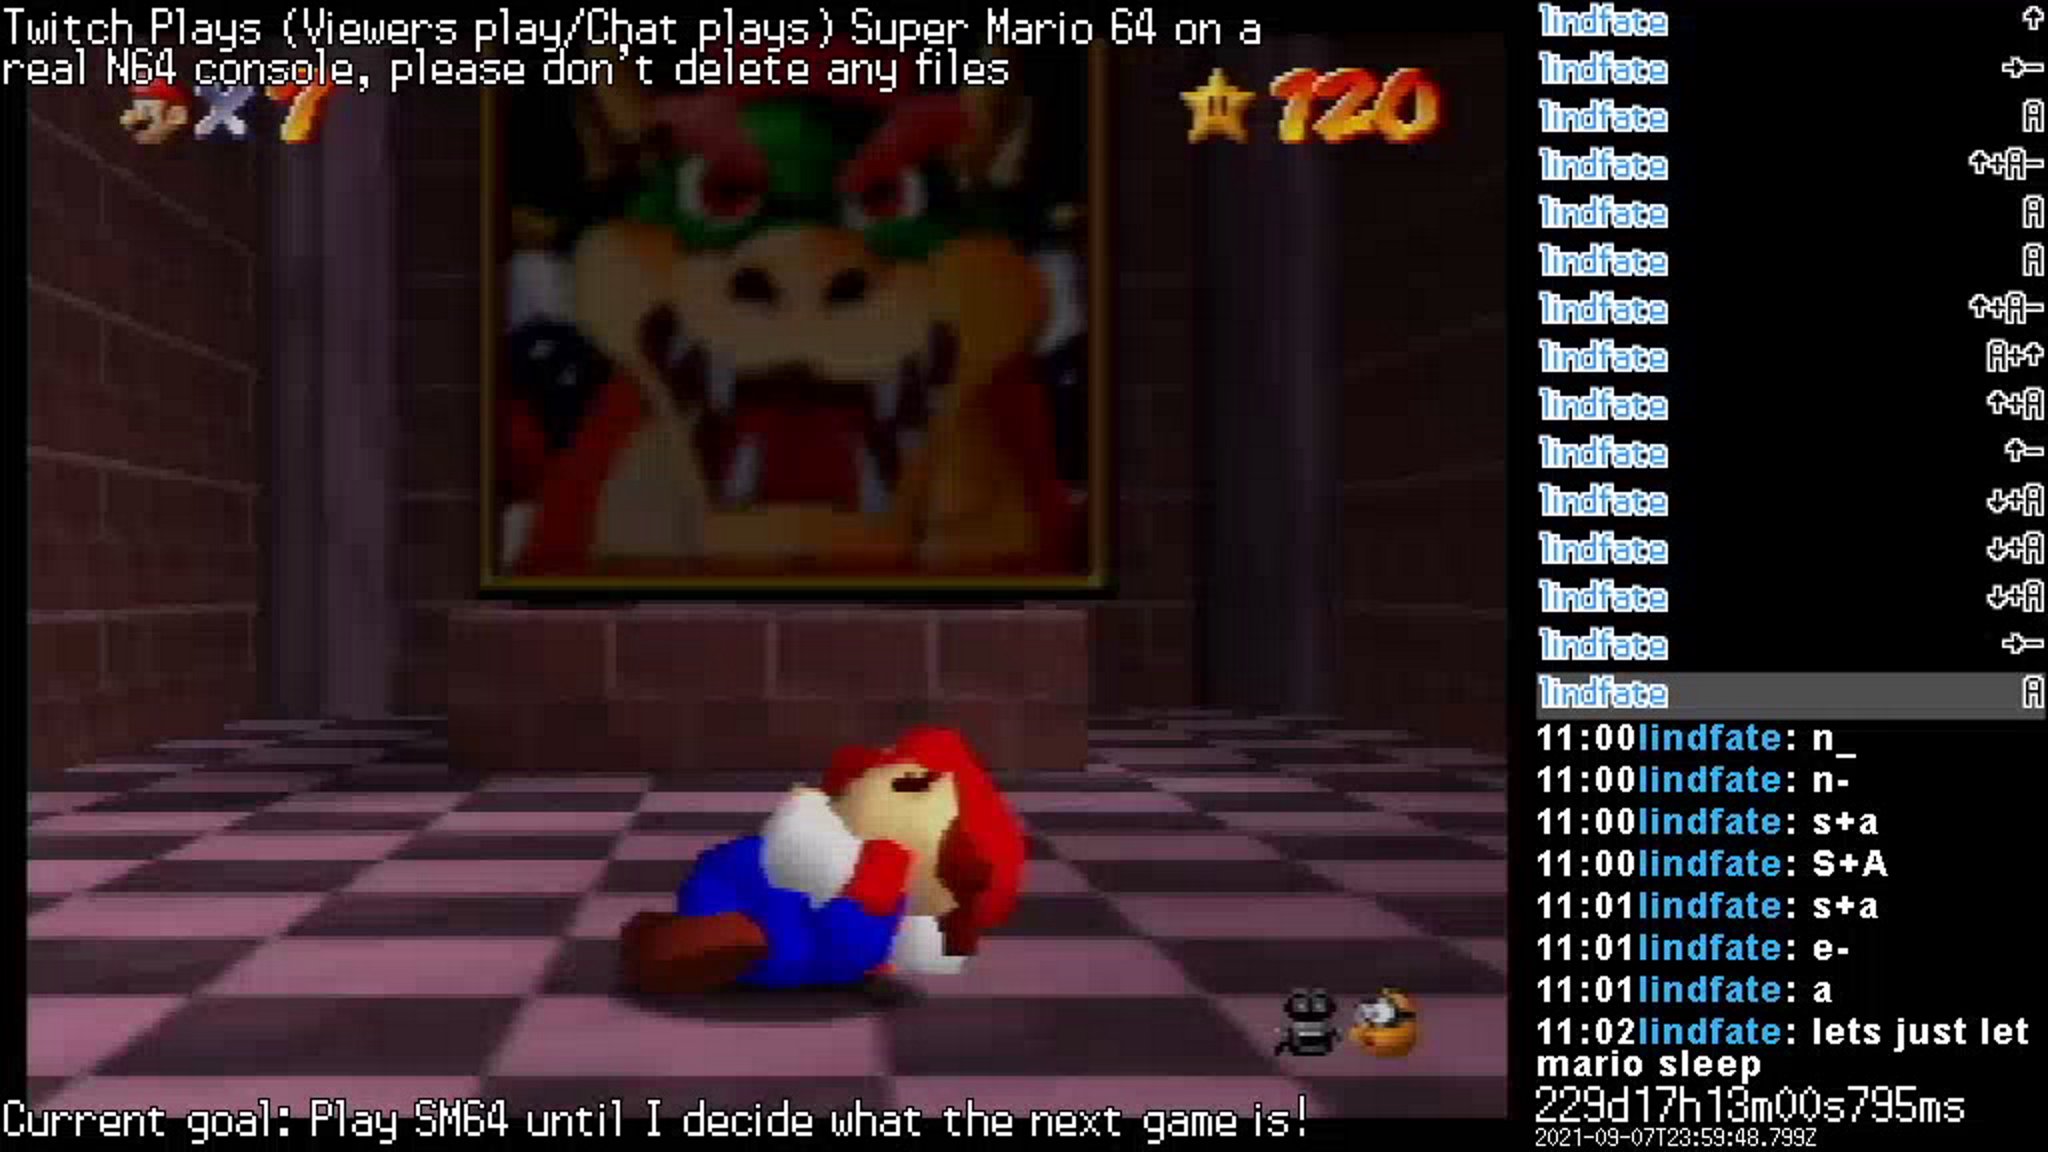 Twitch Plays (Viewers play/Chat plays) Super Mario 64 on a
real N64 console, please don't delete any files
X 7
120
lindfate ↑
lindfate →-
lindfate A
lindfate ↑+A-
lindfate A
lindfate A
lindfate ↑+A-
lindfate A+↑
lindfate ↑+A
lindfate ↑-
lindfate ↓+A
lindfate ↓+A
lindfate ↓+A
lindfate →-
lindfate A
11:00lindfate: n_
11:00lindfate: n-
11:00lindfate: s+a
11:00lindfate: S+A
11:01lindfate: s+a
11:01lindfate: e-
11:01lindfate: a
11:02lindfate: lets just let
mario sleep
229d17h13m00s795ms
2021-09-07T23:59:48.799Z
Current goal: Play SM64 until I decide what the next game is!